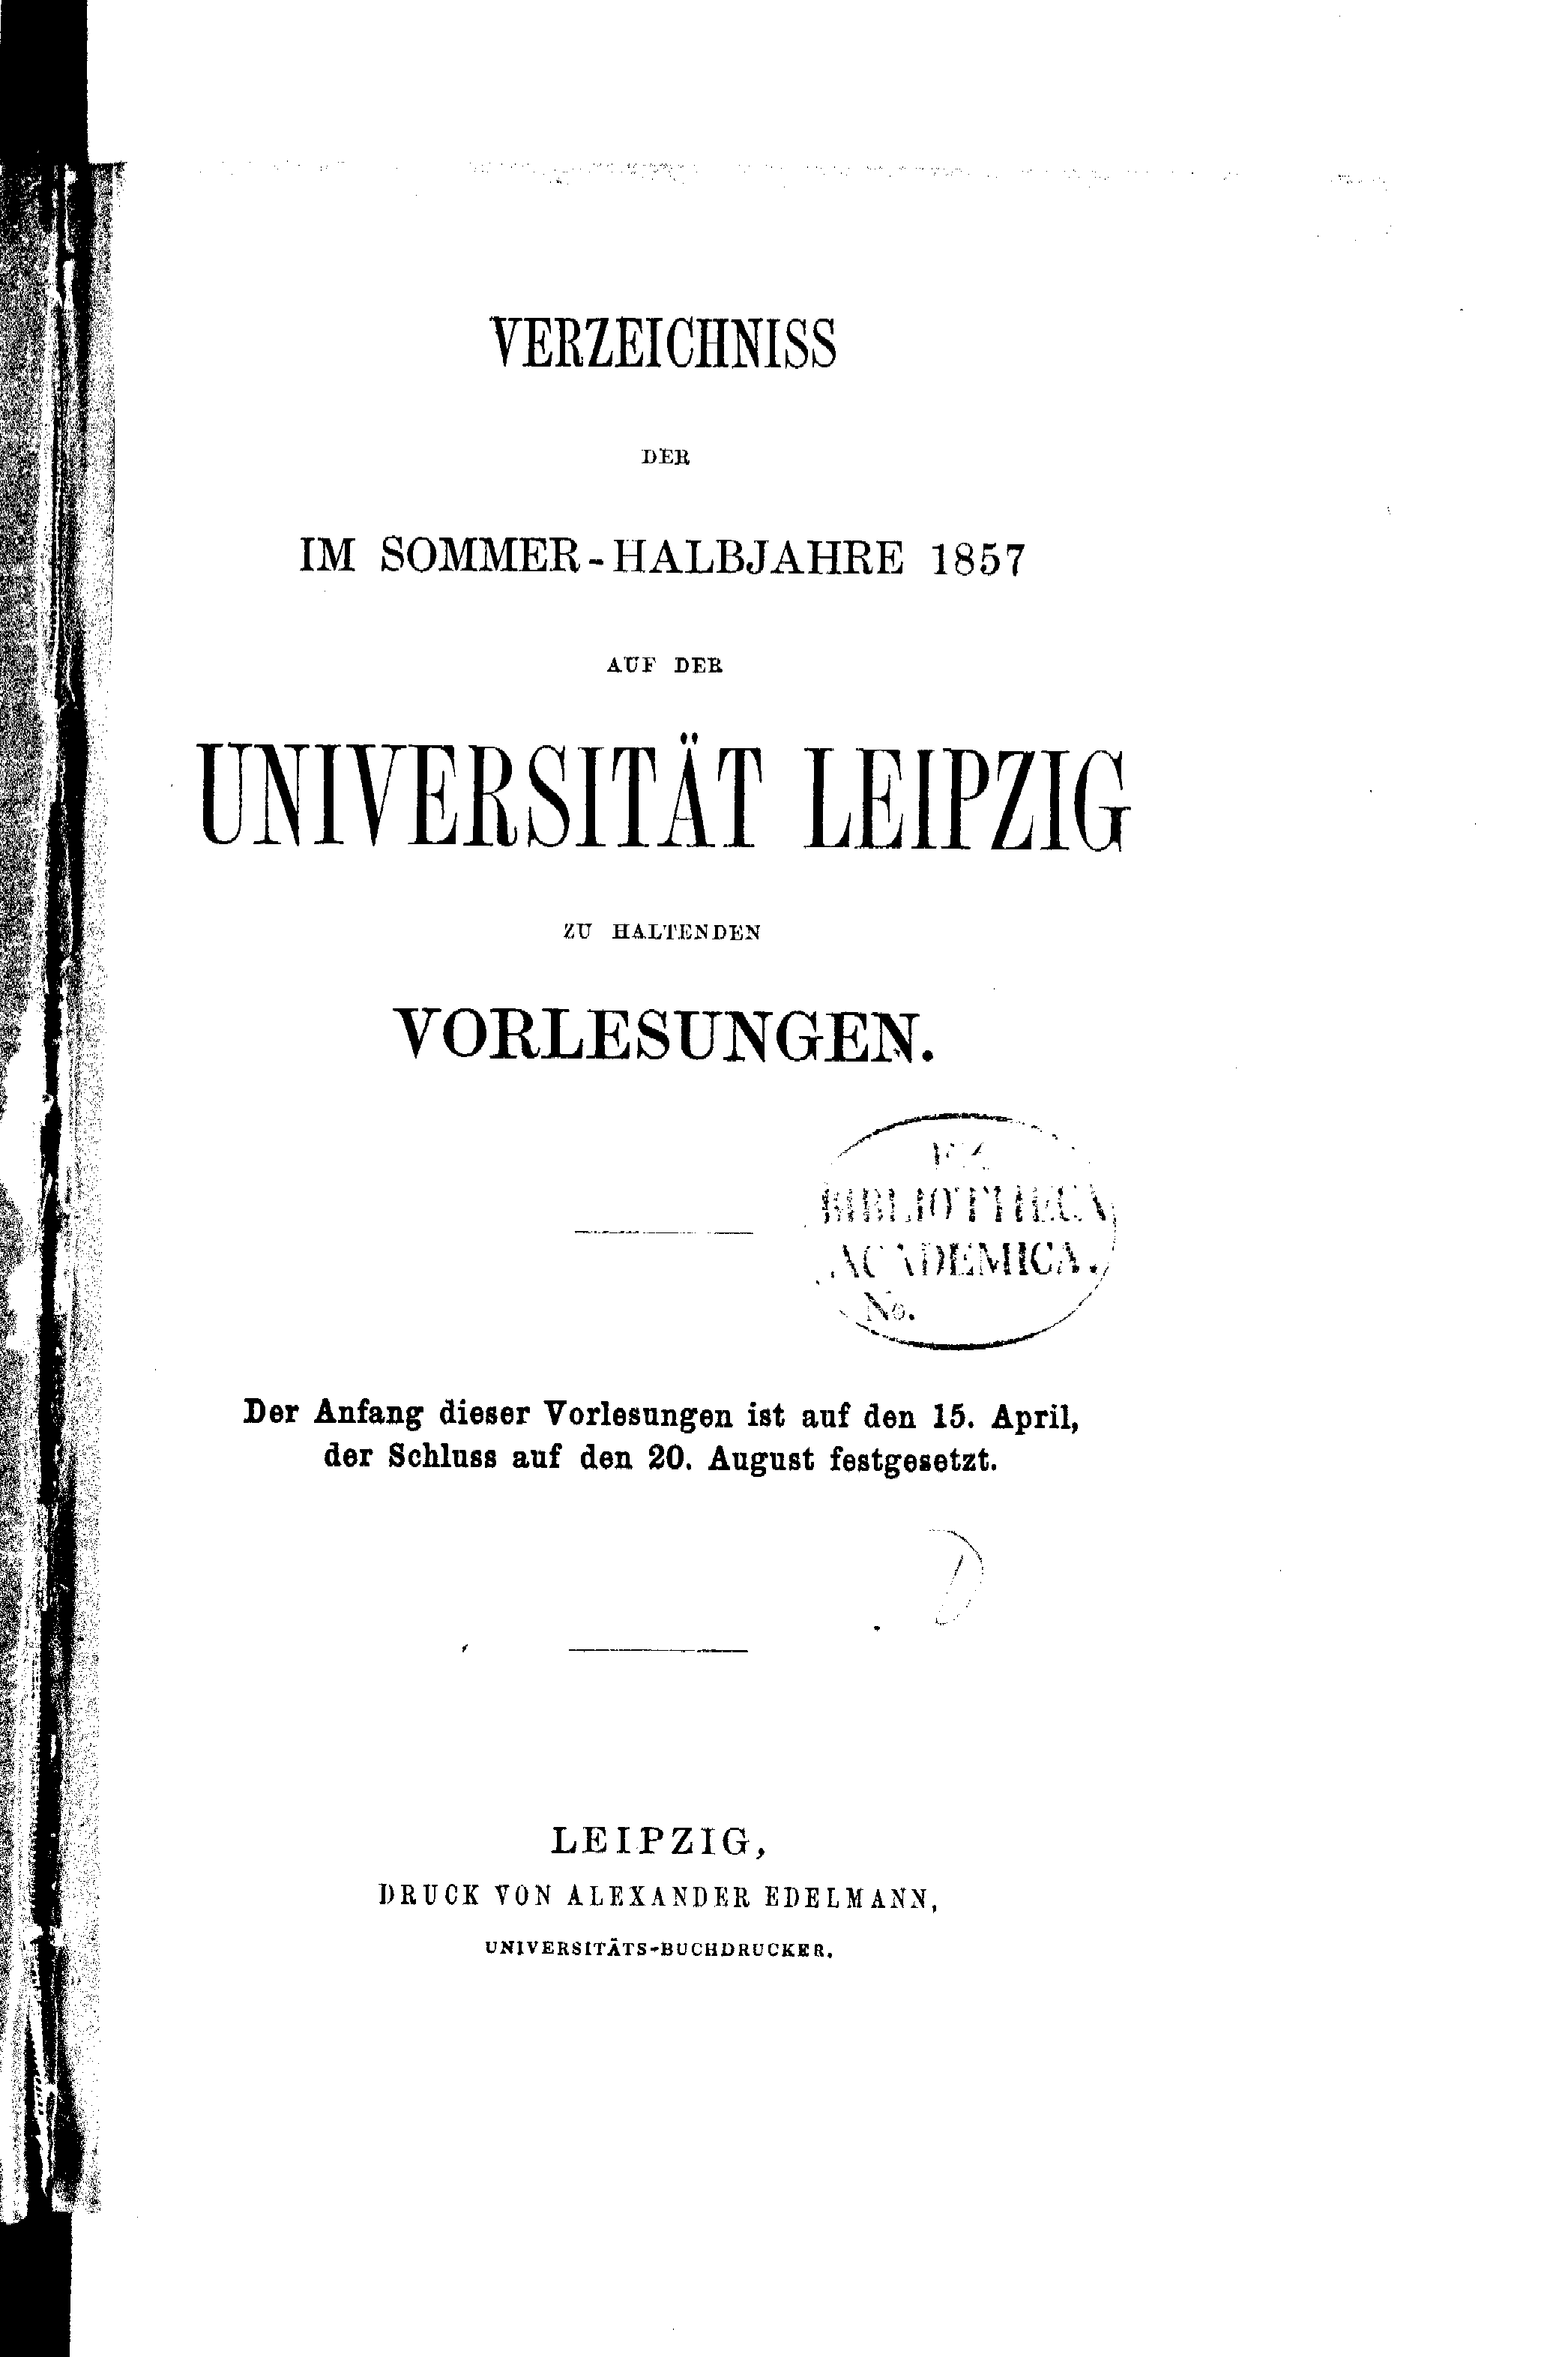 VERZEICHNISS
DER
IM SOMMER-HALBJAHRE 1857
AUF DER
UNIVERSITÄT LEIPZIG
ZU HALTENDEN
VORLESUNGEN.
BIBLIOTHECA
ACADEMICA.
No.
Der Anfang dieser Vorlesungen ist auf den 15. April,
der Schluss auf den 20. August festgesetzt.
LEIPZIG,
DRUCK VON ALEXANDER EDELMANN,
UNIVERSITÄTS-BUCHDRUCKER.